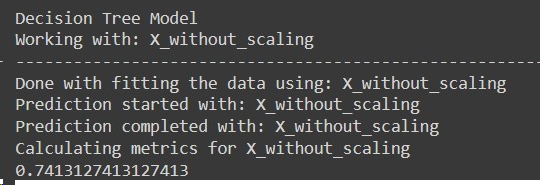 Decision Tree Model
Working with: X_without_scaling
----------------------------------------------------------
Done with fitting the data using: X_without_scaling
Prediction started with: X_without_scaling
Prediction completed with: X_without_scaling
Calculating metrics for X_without_scaling
0.7413127413127413